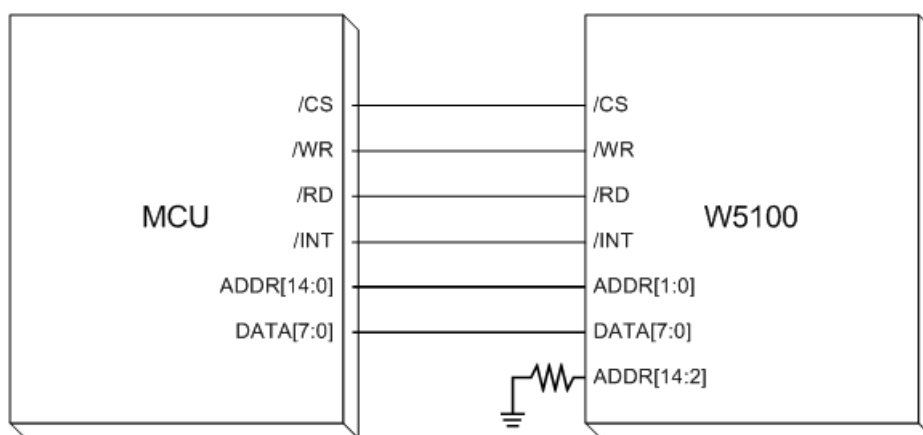 MCU
/CS
/WR
/RD
/INT
ADDR[14:0]
DATA[7:0]
W5100
/CS
/WR
/RD
/INT
ADDR[1:0]
DATA[7:0]
ADDR[14:2]